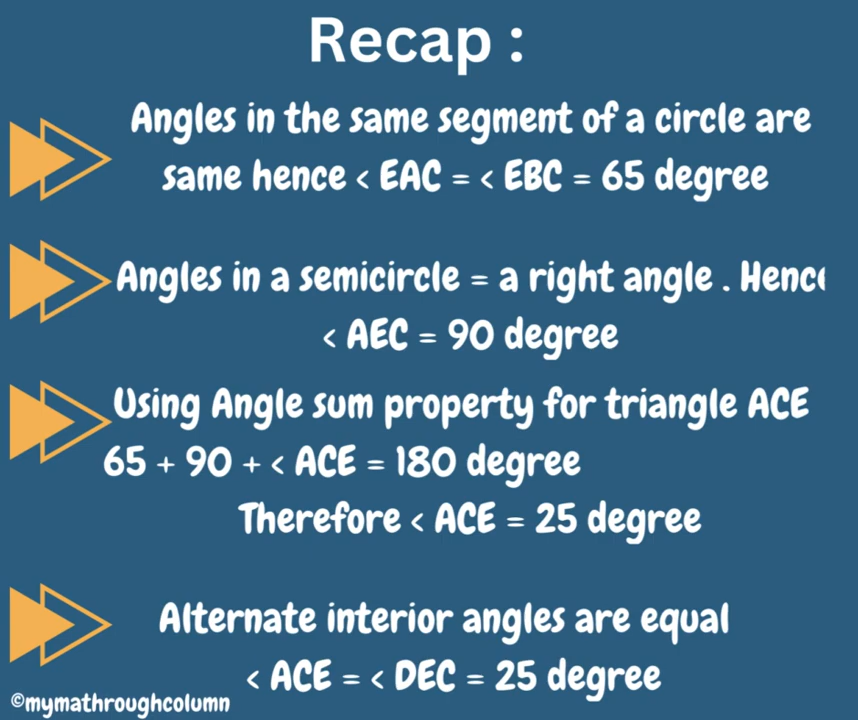 Recap :
Angles in the same segment of a circle are
same hence < EAC = < EBC = 65 degree
Angles in a semicircle = a right angle . Hence
< AEC = 90 degree
Using Angle sum property for triangle ACE
65 + 90 + < ACE = 180 degree
Therefore < ACE = 25 degree
Alternate interior angles are equal
< ACE = < DEC = 25 degree
©mymathroughcolumn